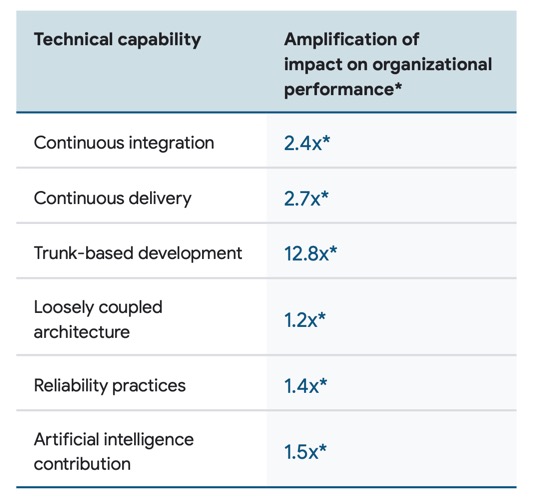 Technical capability
Amplification of
impact on organizational
performance*
Continuous integration
2.4x*
Continuous delivery
2.7x*
Trunk-based development
12.8x*
Loosely coupled
architecture
1.2x*
Reliability practices
1.4x*
Artificial intelligence
contribution
1.5x*